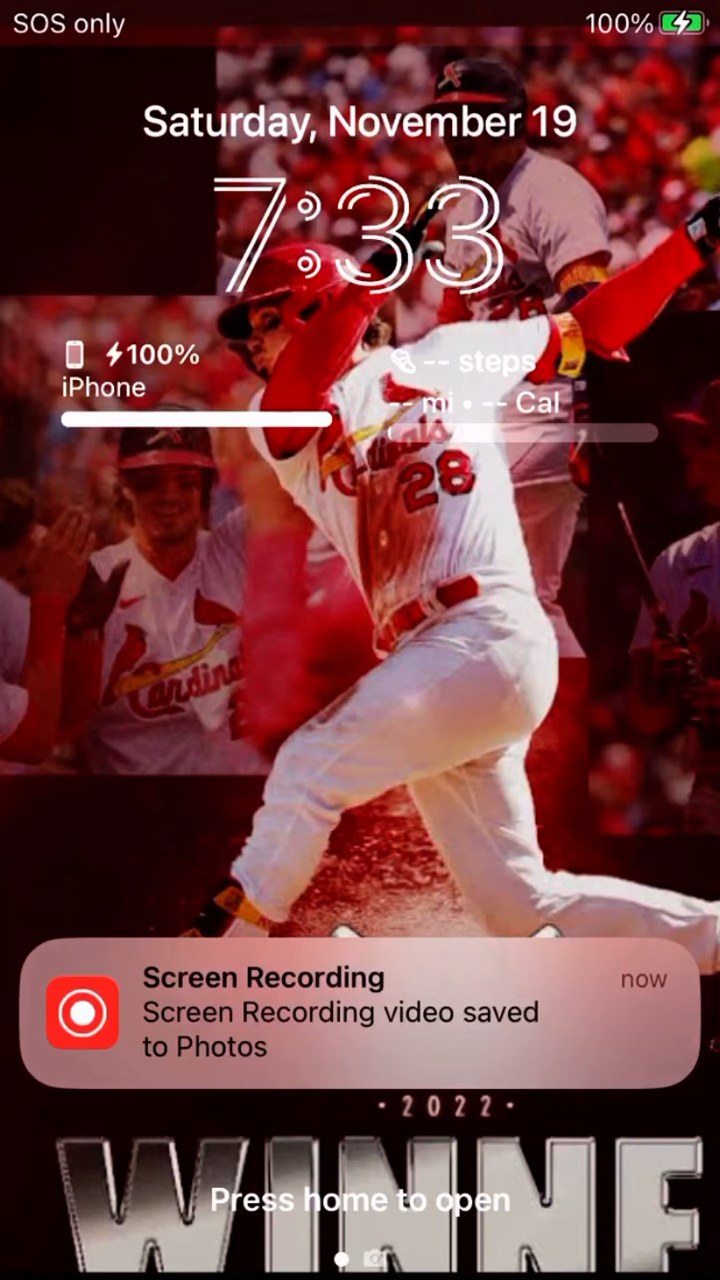 SOS only
100%
Saturday, November 19
7:33
100%
iPhone
-- steps
-- mi • -- Cal
Cardinals
28
Cardinals
Screen Recording
now
Screen Recording video saved
to Photos
· 2022 ·
WINNE
Press home to open